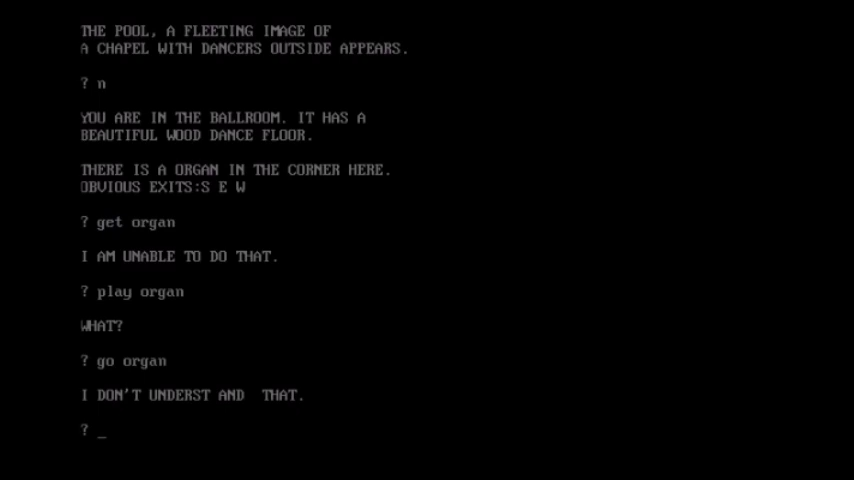 THE POOL, A FLEETING IMAGE OF
A CHAPEL WITH DANCERS OUTSIDE APPEARS.
? n
YOU ARE IN THE BALLROOM. IT HAS A
BEAUTIFUL WOOD DANCE FLOOR.
THERE IS A ORGAN IN THE CORNER HERE.
OBVIOUS EXITS:S E W
? get organ
I AM UNABLE TO DO THAT.
? play organ
WHAT?
? go organ
I DON'T UNDERST AND  THAT.
? _